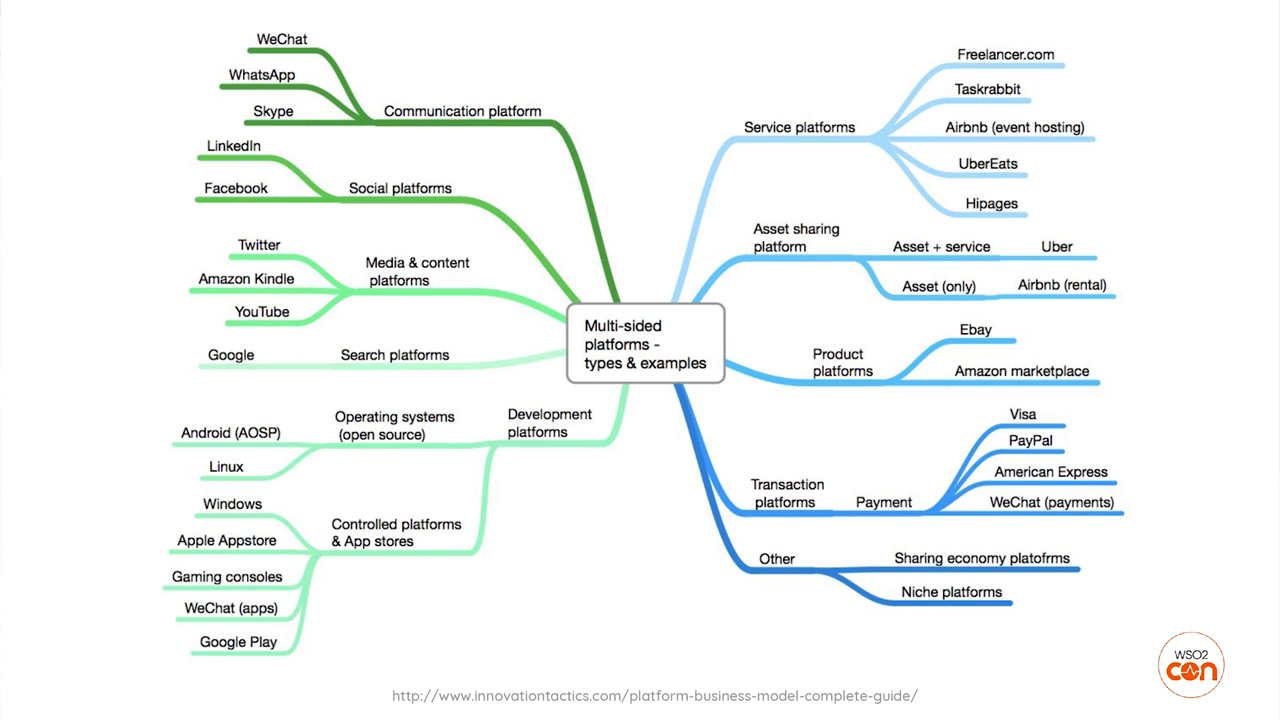 WeChat
WhatsApp
Skype
Communication platform
LinkedIn
Facebook
Social platforms
Twitter
Amazon Kindle
YouTube
Media & content
platforms
Google
Search platforms
Android (AOSP)
Linux
Operating systems
(open source)
Development
platforms
Windows
Apple Appstore
Gaming consoles
WeChat (apps)
Google Play
Controlled platforms
& App stores
Multi-sided
platforms -
types & examples
Service platforms
Freelancer.com
Taskrabbit
Airbnb (event hosting)
UberEats
Hipages
Asset sharing
platform
Asset + service
Uber
Asset (only)
Airbnb (rental)
Product
platforms
Ebay
Amazon marketplace
Transaction
platforms
Payment
Visa
PayPal
American Express
WeChat (payments)
Other
Sharing economy platofrms
Niche platforms
http://www.innovationtactics.com/platform-business-model-complete-guide/
WSO2
con